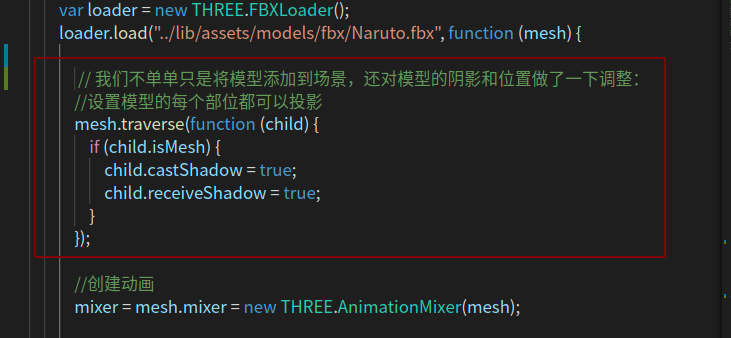 var loader = new THREE.FBXLoader();
loader.load("../lib/assets/models/fbx/Naruto.fbx", function (mesh) {
// 我们不单单只是将模型添加到场景，还对模型的阴影和位置做了一下调整：
//设置模型的每个部位都可以投影
mesh.traverse(function (child) {
if (child.isMesh) {
child.castShadow = true;
child.receiveShadow = true;
}
});
//创建动画
mixer = mesh.mixer = new THREE.AnimationMixer(mesh);